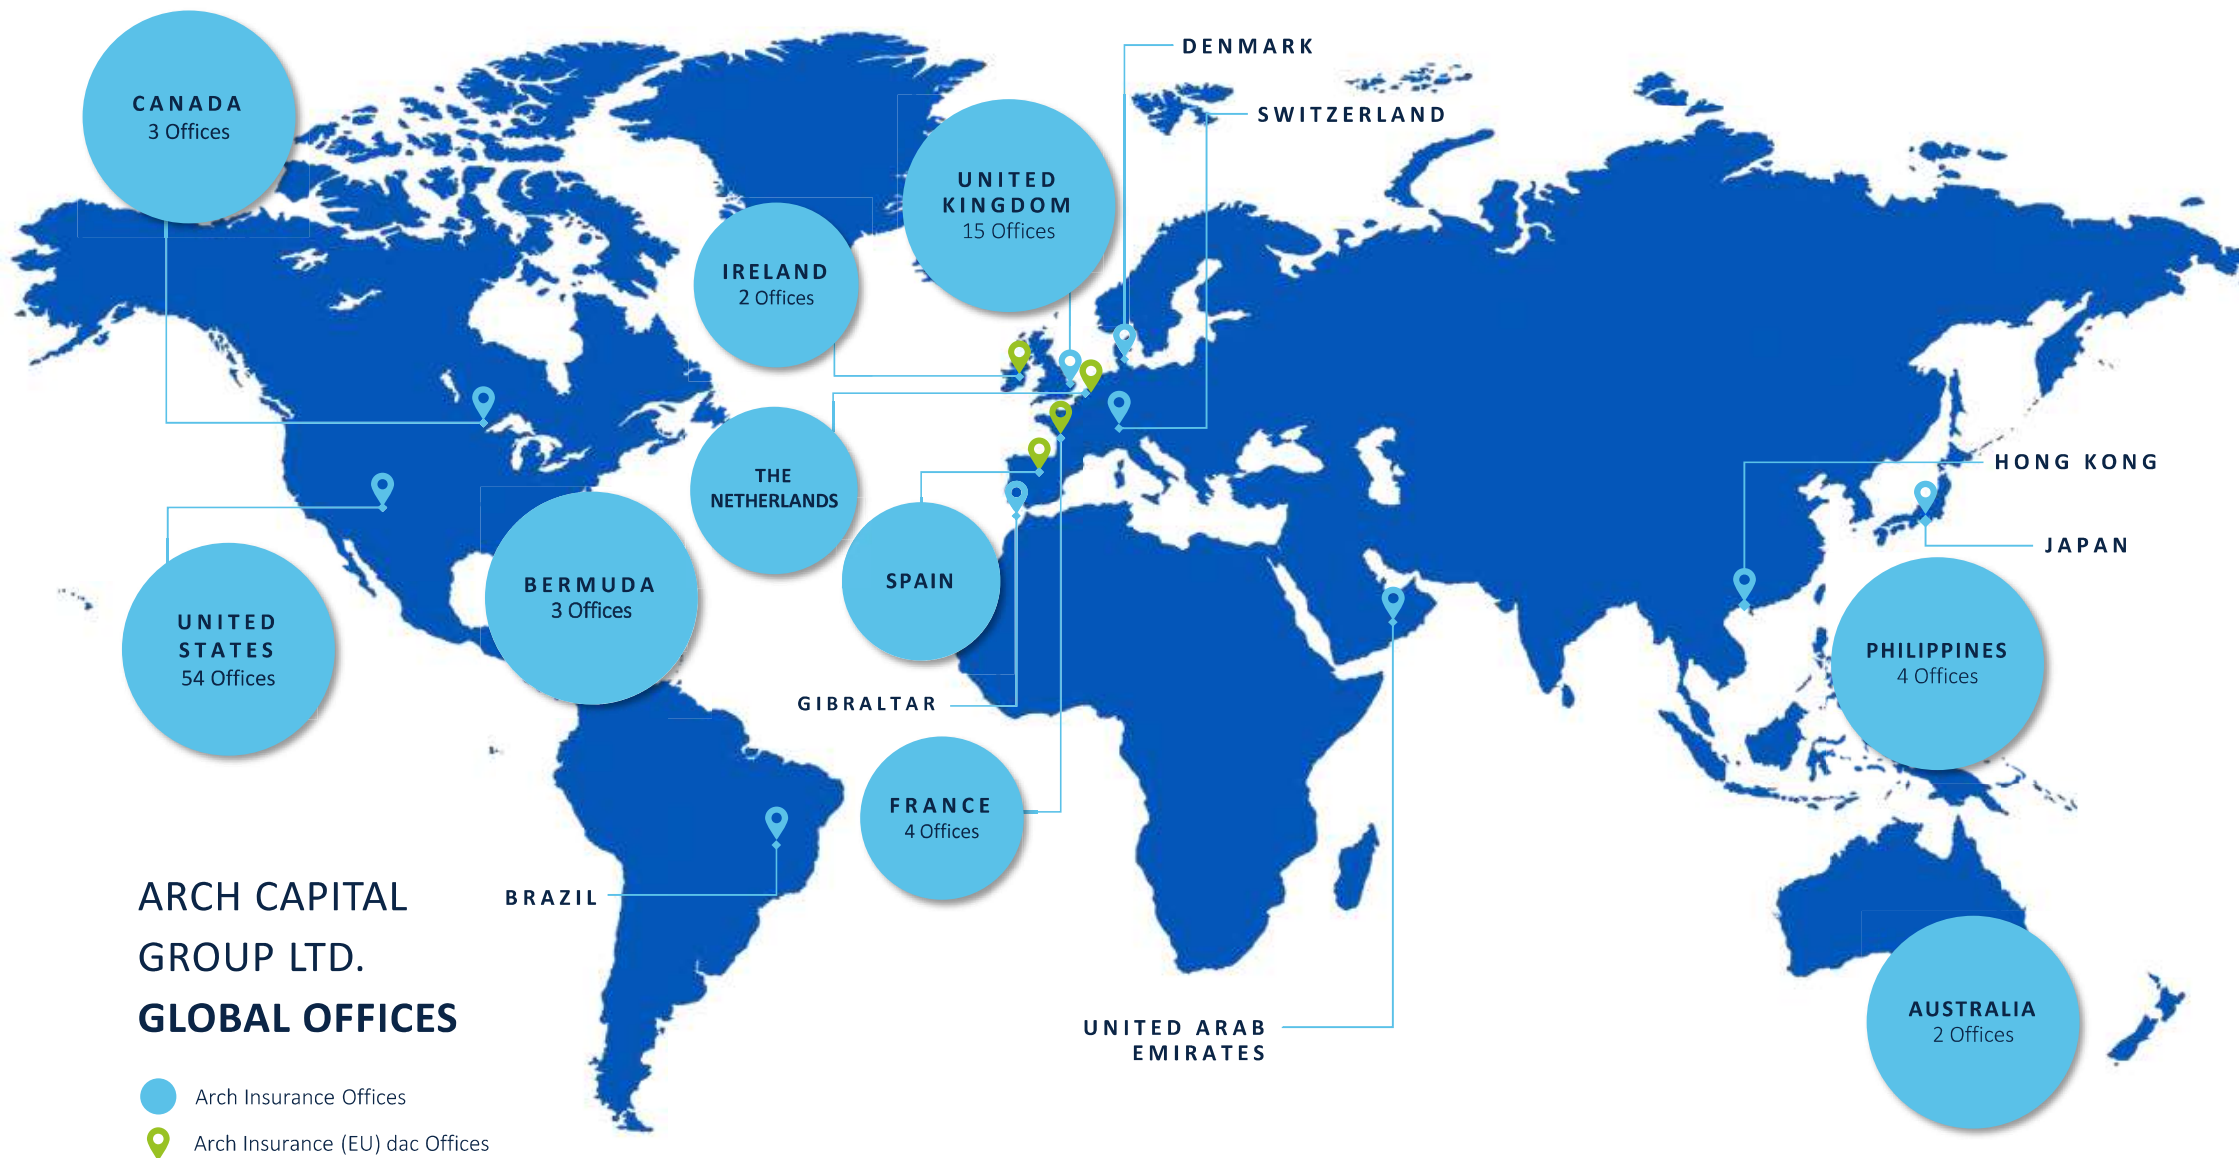 DENMARK
CANADA
3 Offices
SWITZERLAND
UNITED
KINGDOM
15 Offices
IRELAND
2 Offices
HONG KONG
THE
NETHERLANDS
JAPAN
BERMUDA
3 Offices
SPAIN
UNITED
STATES
54 Offices
PHILIPPINES
4 Offices
GIBRALTAR
FRANCE
4 Offices
BRAZIL
ARCH CAPITAL
GROUP LTD.
GLOBAL OFFICES
AUSTRALIA
2 Offices
UNITED ARAB
EMIRATES
Arch Insurance Offices
Arch Insurance (EU) dac Offices